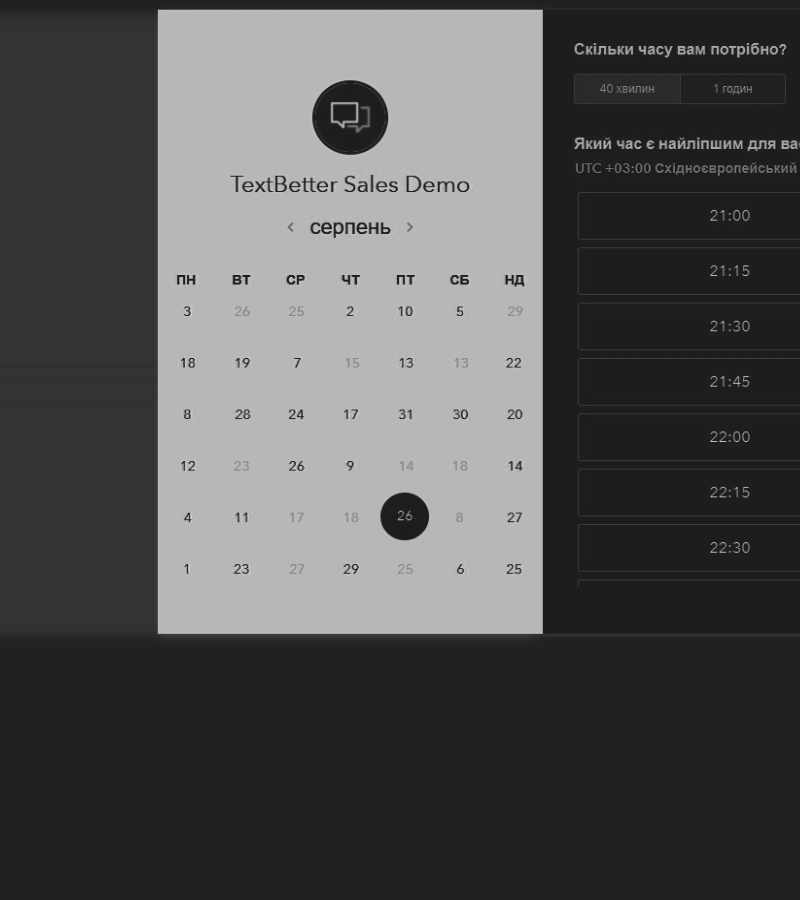 TextBetter Sales Demo
серпень
ПН ВТ СР ЧТ ПТ СБ НД
3 26 25 2 10 5 29
18 19 7 15 13 13 22
8 28 24 17 31 30 20
12 23 26 9 14 18 14
4 11 17 18 26 8 27
1 23 27 29 25 6 25
Скільки часу вам потрібно?
40 хвилин 1 годин
Який час є найліпшим для вас
UTC +03:00 Східноєвропейський
21:00
21:15
21:30
21:45
22:00
22:15
22:30